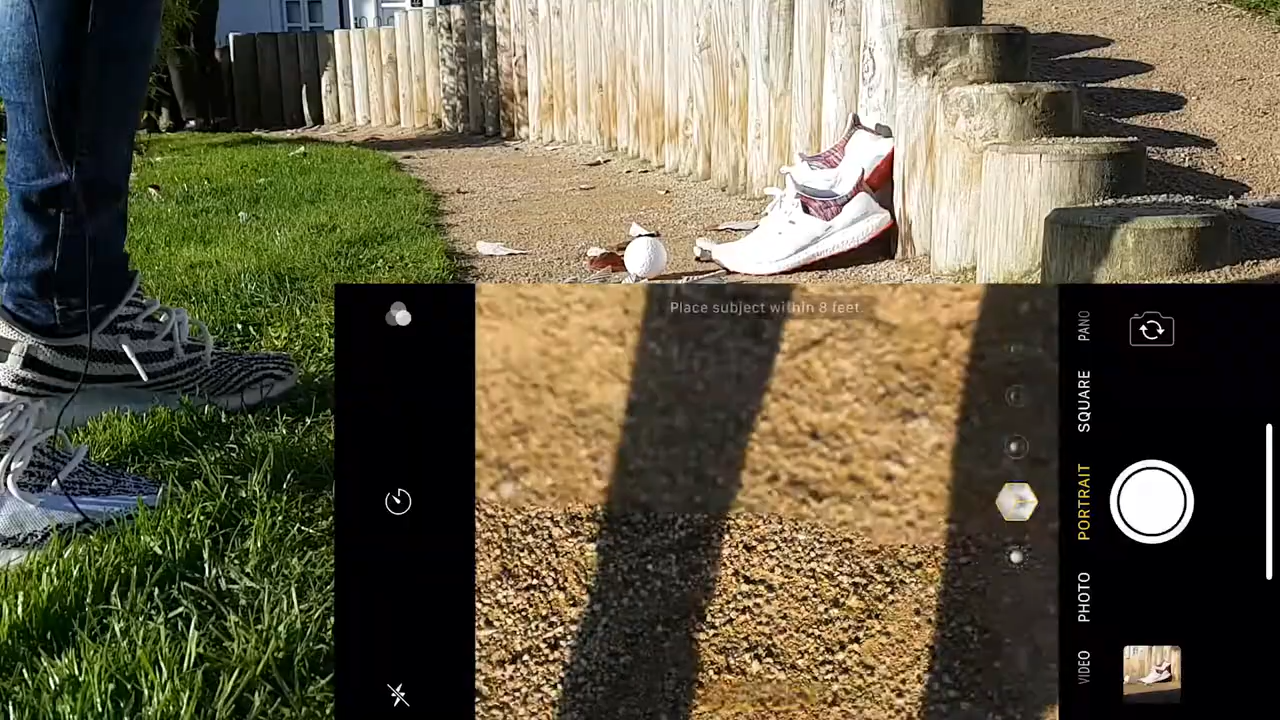 Place subject within 8 feet.
PANO
SQUARE
PORTRAIT
PHOTO
VIDEO